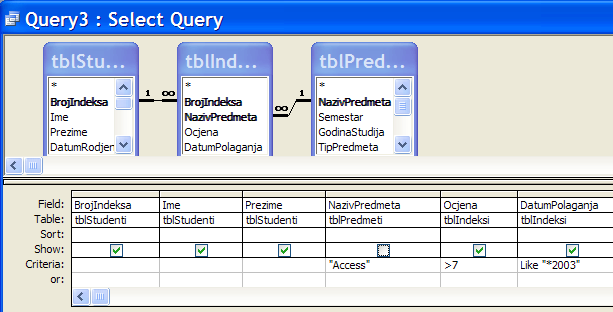 Query3 : Select Query
tblStu... tblInd... tblPred...
* * *
BrojIndeksa BrojIndeksa NazivPredmeta
Ime NazivPredmeta Semestar
Prezime Ocjena GodinaStudija
DatumRodjer DatumPolaganja TipPredmeta
1 ∞ ∞ 1
Field: BrojIndeksa Ime Prezime NazivPredmeta Ocjena DatumPolaganja
Table: tblStudenti tblStudenti tblStudenti tblPredmeti tblIndeksi tblIndeksi
Sort:
Show:
Criteria: "Access" >7 Like "*2003"
or: